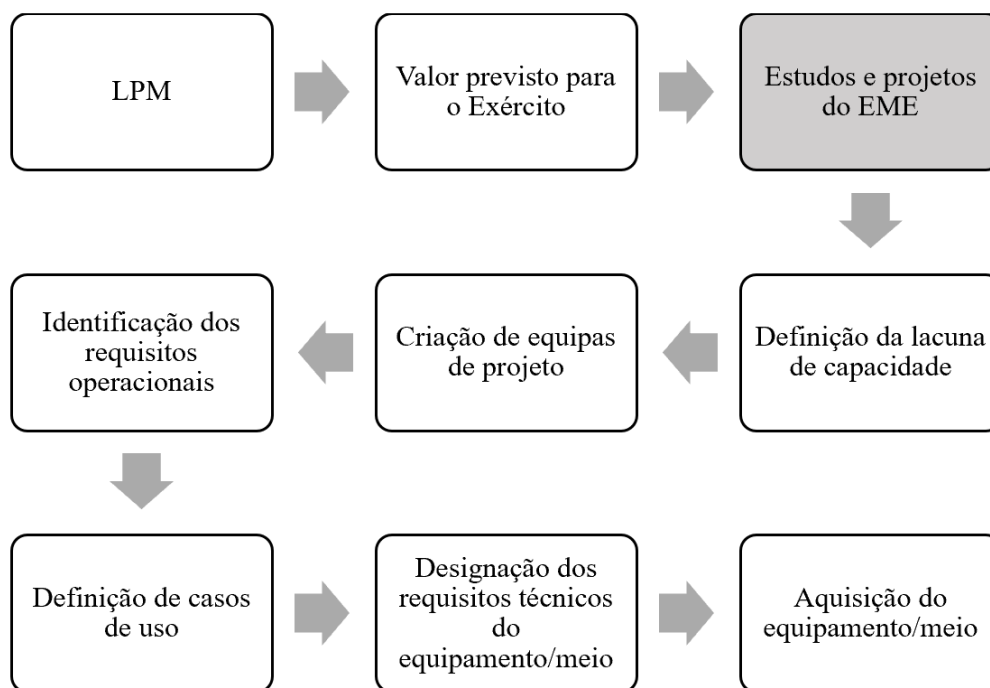 LPM
Valor previsto para
o Exército
Estudos e projetos
do EME
Definição da lacuna
de capacidade
Criação de equipas
de projeto
Identificação dos
requisitos
operacionais
Definição de casos
de uso
Designação dos
requisitos técnicos
do
equipamento/meio
Aquisição do
equipamento/meio